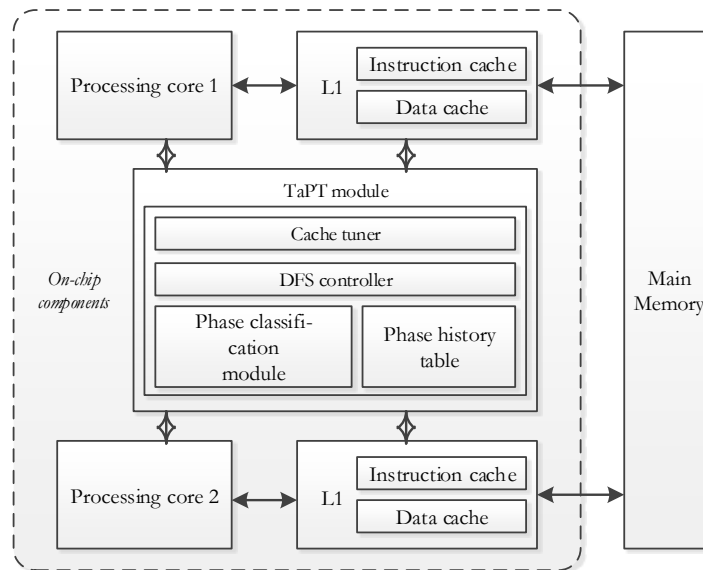 Processing core 1
L1
Instruction cache
Data cache
TaPT module
Cache tuner
DFS controller
Phase classifi-
cation
module
Phase history
table
On-chip
components
Main
Memory
Processing core 2
L1
Instruction cache
Data cache